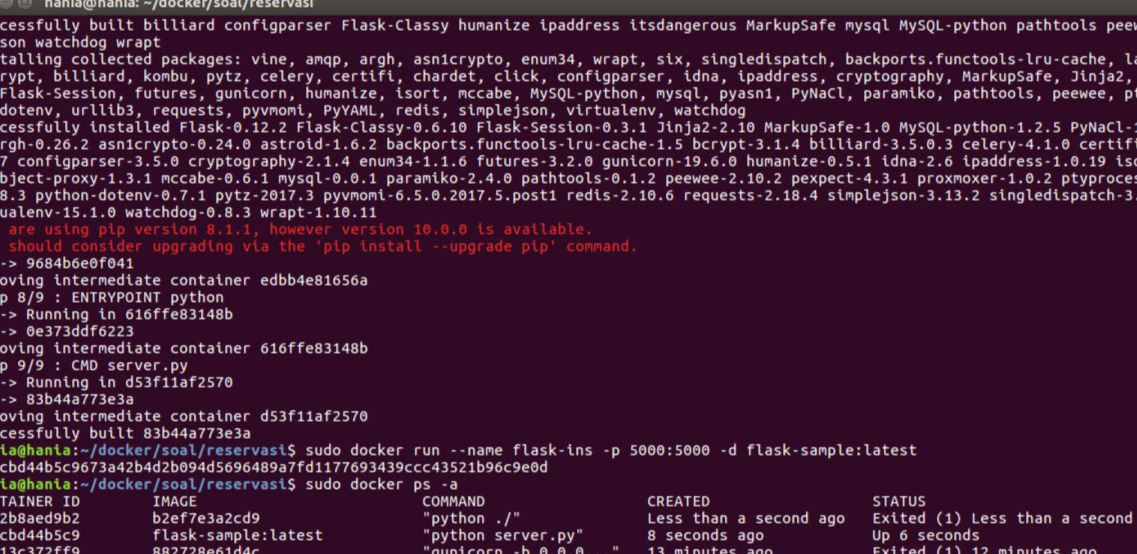 hania@hania: ~/docker/soal/reservasi
cessfully built billiard configparser Flask-Classy humanize ipaddress itsdangerous MarkupSafe mysql MySQL-python pathtools peew
son watchdog wrapt
talling collected packages: vine, amqp, argh, asn1crypto, enum34, wrapt, six, singledispatch, backports.functools-lru-cache, la
rypt, billiard, kombu, pytz, celery, certifi, chardet, click, configparser, idna, ipaddress, cryptography, MarkupSafe, Jinja2,
Flask-Session, futures, gunicorn, humanize, isort, mccabe, MySQL-python, mysql, pyasn1, PyNaCl, paramiko, pathtools, peewee, pt
dotenv, urllib3, requests, pyvmomi, PyYAML, redis, simplejson, virtualenv, watchdog
cessfully installed Flask-0.12.2 Flask-Classy-0.6.10 Flask-Session-0.3.1 Jinja2-2.10 MarkupSafe-1.0 MySQL-python-1.2.5 PyNaCl-1
rgh-0.26.2 asn1crypto-0.24.0 astroid-1.6.2 backports.functools-lru-cache-1.5 bcrypt-3.1.4 billiard-3.5.0.3 celery-4.1.0 certif
7 configparser-3.5.0 cryptography-2.1.4 enum34-1.1.6 futures-3.2.0 gunicorn-19.6.0 humanize-0.5.1 idna-2.6 ipaddress-1.0.19 iso
bject-proxy-1.3.1 mccabe-0.6.1 mysql-0.0.1 paramiko-2.4.0 pathtools-0.1.2 peewee-2.10.2 pexpect-4.3.1 proxmoxer-1.0.2 ptyproces
8.3 python-dotenv-0.7.1 pytz-2017.3 pyvmomi-6.5.0.2017.5.post1 redis-2.10.6 requests-2.18.4 simplejson-3.13.2 singledispatch-3.
ualenv-15.1.0 watchdog-0.8.3 wrapt-1.10.11
are using pip version 8.1.1, however version 10.0.0 is available.
should consider upgrading via the 'pip install --upgrade pip' command.
-> 9684b6e0f041
oving intermediate container edbb4e81656a
p 8/9 : ENTRYPOINT python
-> Running in 616ffe83148b
-> 0e373ddf6223
oving intermediate container 616ffe83148b
p 9/9 : CMD server.py
-> Running in d53f11af2570
-> 83b44a773e3a
oving intermediate container d53f11af2570
cessfully built 83b44a773e3a
ia@hania:~/docker/soal/reservasi$ sudo docker run --name flask-ins -p 5000:5000 -d flask-sample:latest
cbd44b5c9673a42b4d2b094d5696489a7fd1177693439ccc43521b96c9e0d
ia@hania:~/docker/soal/reservasi$ sudo docker ps -a
TAINER ID IMAGE COMMAND CREATED STATUS
2b8aed9b2 b2ef7e3a2cd9 "python ./" Less than a second ago Exited (1) Less than a second
cbd44b5c9 flask-sample:latest "python server.py" 8 seconds ago Up 6 seconds
13c372ff9 882728e61d4c "gunicorn -b 0.0.0..." 13 minutes ago Exited (1) 12 minutes ago